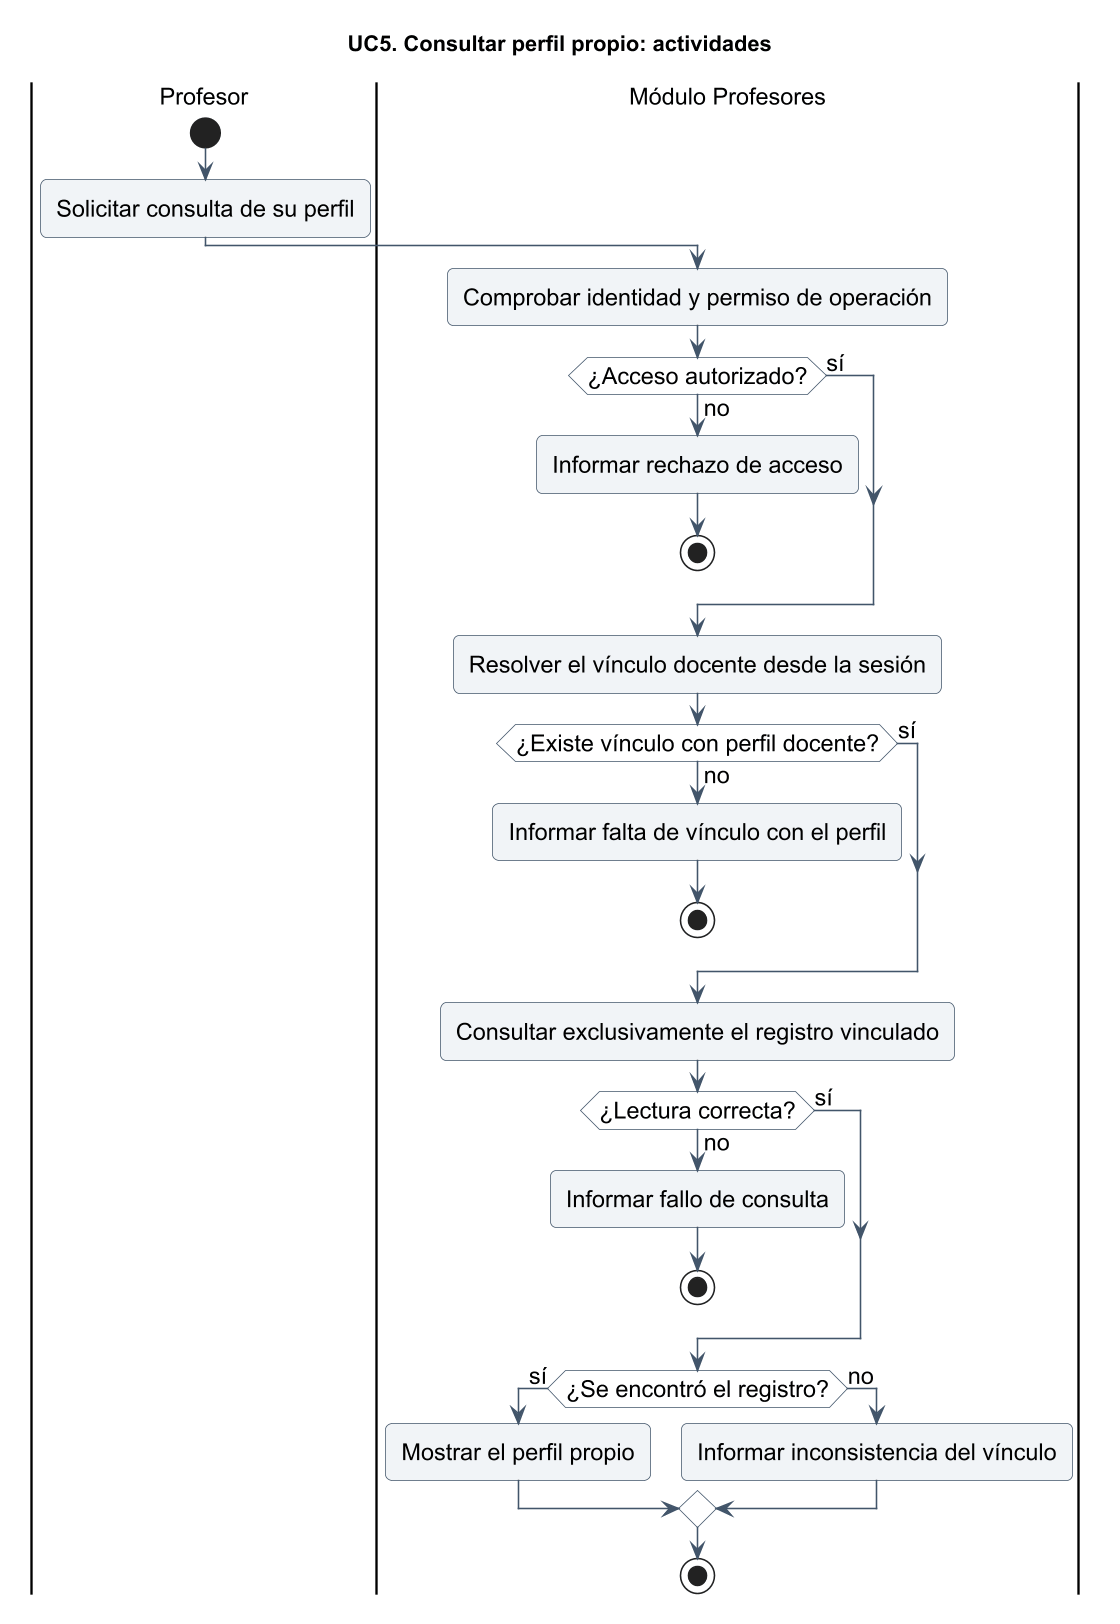 UC5. Consultar perfil propio: actividades
Profesor
Módulo Profesores
Solicitar consulta de su perfil
Comprobar identidad y permiso de operación
¿Acceso autorizado?
sí
no
Informar rechazo de acceso
Resolver el vínculo docente desde la sesión
¿Existe vínculo con perfil docente?
sí
no
Informar falta de vínculo con el perfil
Consultar exclusivamente el registro vinculado
¿Lectura correcta?
sí
no
Informar fallo de consulta
sí
¿Se encontró el registro?
no
Mostrar el perfil propio
Informar inconsistencia del vínculo